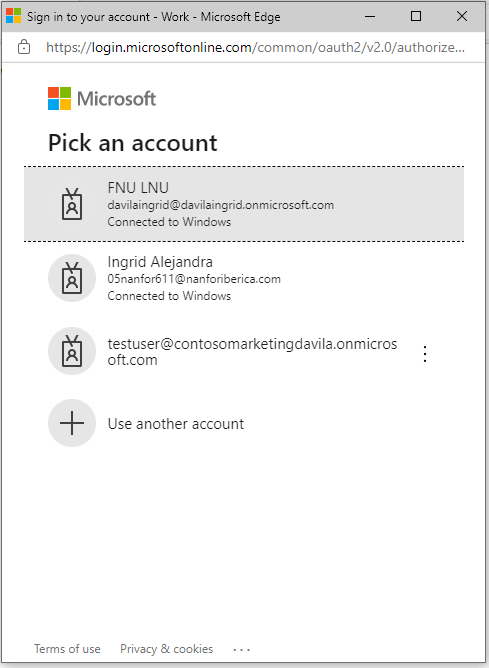 Sign in to your account - Work - Microsoft Edge
https://login.microsoftonline.com/common/oauth2/v2.0/authorize...
Microsoft
Pick an account
FNU LNU
davilaingrid@davilaingrid.onmicrosoft.com
Connected to Windows
Ingrid Alejandra
05nanfor611@nanforiberica.com
Connected to Windows
testuser@contosomarketingdavila.onmicros
oft.com
Use another account
Terms of use Privacy & cookies ...